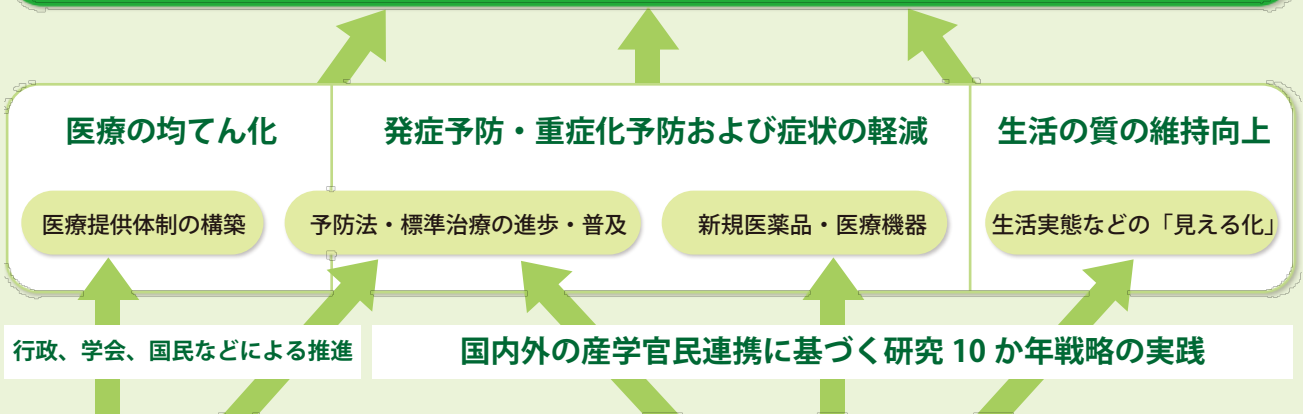 医療の均てん化
発症予防・重症化予防および症状の軽減
生活の質の維持向上
医療提供体制の構築
予防法・標準治療の進歩・普及
新規医薬品・医療機器
生活実態などの「見える化」
行政、学会、国民などによる推進
国内外の産学官民連携に基づく研究 10 か年戦略の実践